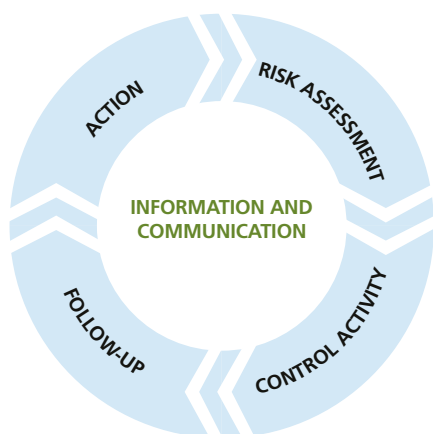 ACTION
RISK ASSESSMENT
INFORMATION AND
COMMUNICATION
FOLLOW-UP
CONTROL ACTIVITY